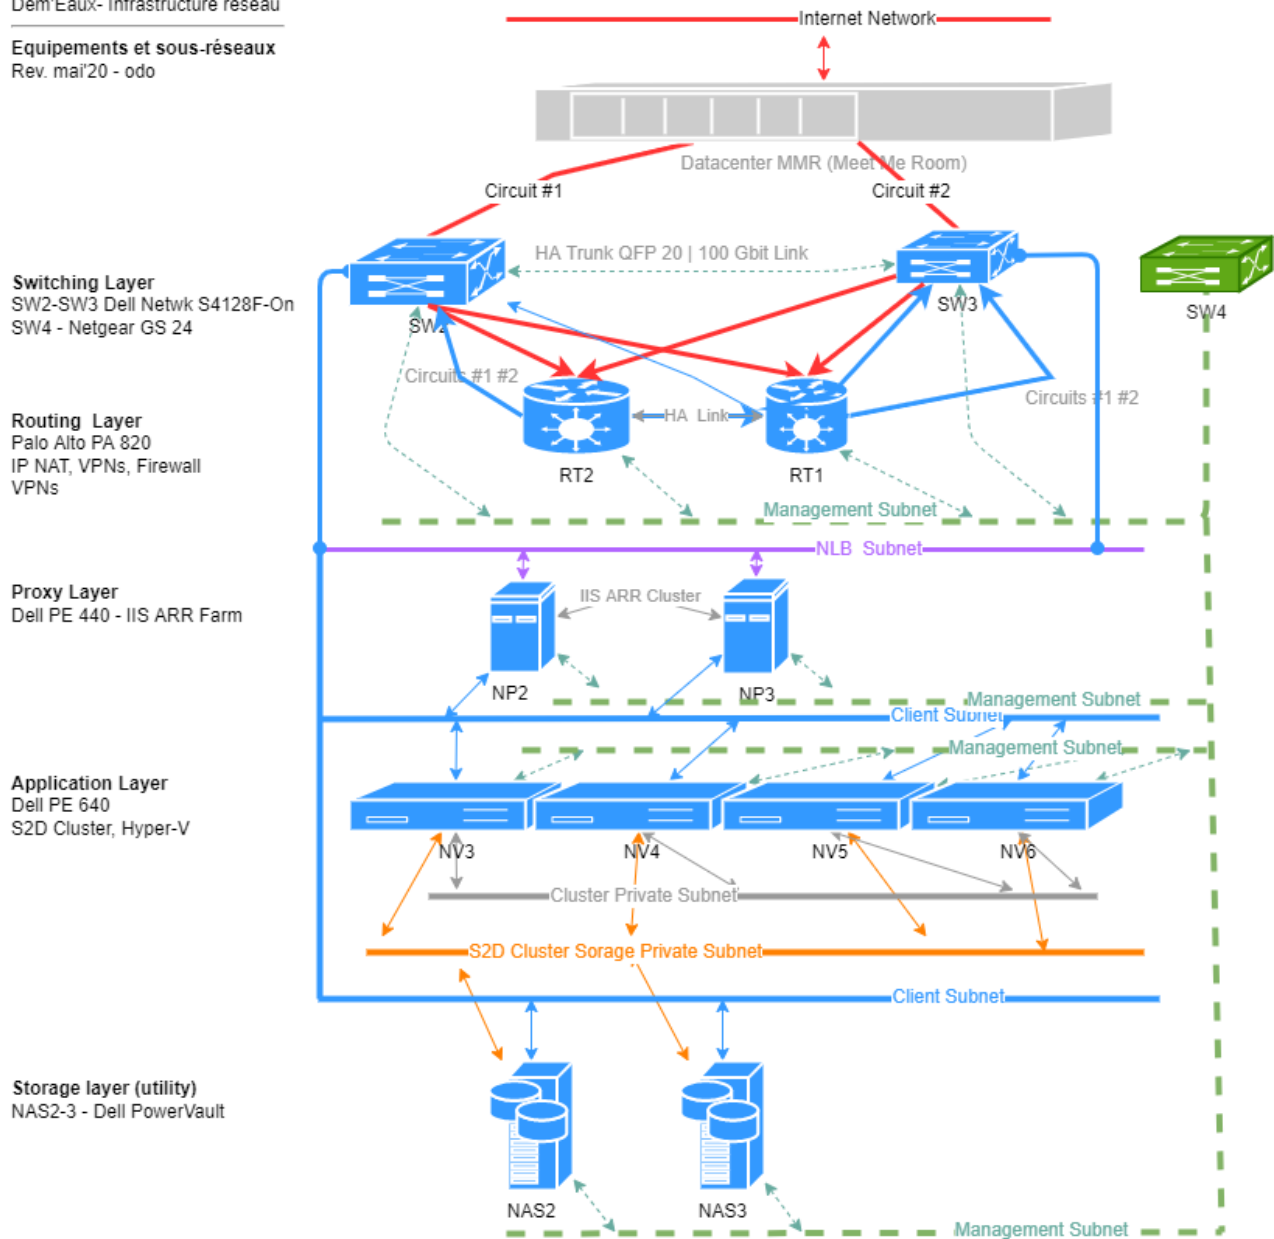 Dem'Eaux- Infrastructure réseau
Equipements et sous-réseaux
Rev. mai'20 - odo
Internet Network
Datacenter MMR (Meet Me Room)
Circuit #1
Circuit #2
HA Trunk QFP 20 | 100 Gbit Link
Switching Layer
SW2-SW3 Dell Netwk S4128F-On
SW4 - Netgear GS 24
SW2
SW3
SW4
Circuits #1 #2
Circuits #1 #2
Routing Layer
Palo Alto PA 820
IP NAT, VPNs, Firewall
VPNs
HA Link
RT2
RT1
Management Subnet
NLB Subnet
Proxy Layer
Dell PE 440 - IIS ARR Farm
IIS ARR Cluster
NP2
NP3
Management Subnet
Client Subnet
Management Subnet
Application Layer
Dell PE 640
S2D Cluster, Hyper-V
NV3
NV4
NV5
NV6
Cluster Private Subnet
S2D Cluster Sorage Private Subnet
Client Subnet
Storage layer (utility)
NAS2-3 - Dell PowerVault
NAS2
NAS3
Management Subnet